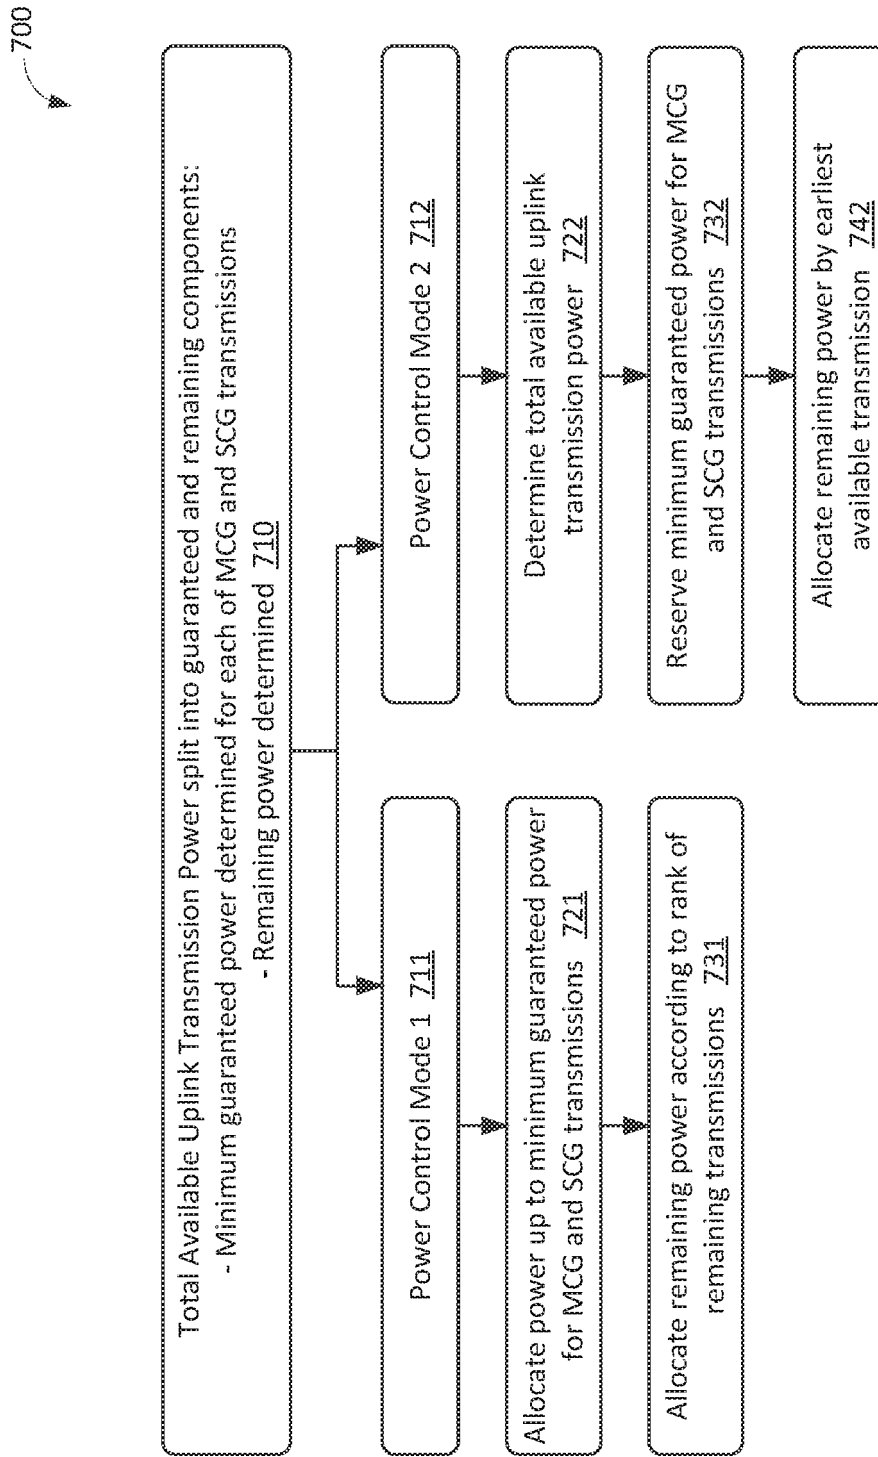 700
Total Available Uplink Transmission Power split into guaranteed and remaining components:
- Minimum guaranteed power determined for each of MCG and SCG transmissions
- Remaining power determined 710
Power Control Mode 1 711
Allocate power up to minimum guaranteed power
for MCG and SCG transmissions 721
Allocate remaining power according to rank of
remaining transmissions 731
Power Control Mode 2 712
Determine total available uplink
transmission power 722
Reserve minimum guaranteed power for MCG
and SCG transmissions 732
Allocate remaining power by earliest
available transmission 742